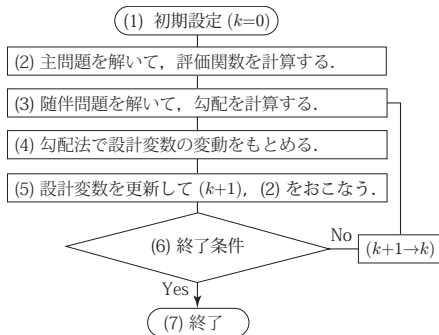 (1) 初期設定 (k=0)
(2) 主問題を解いて，評価関数を計算する．
(3) 随伴問題を解いて，勾配を計算する．
(4) 勾配法で設計変数の変動をもとめる．
(5) 設計変数を更新して (k+1), (2) をおこなう．
(6) 終了条件
No
(k+1→k)
Yes
(7) 終了